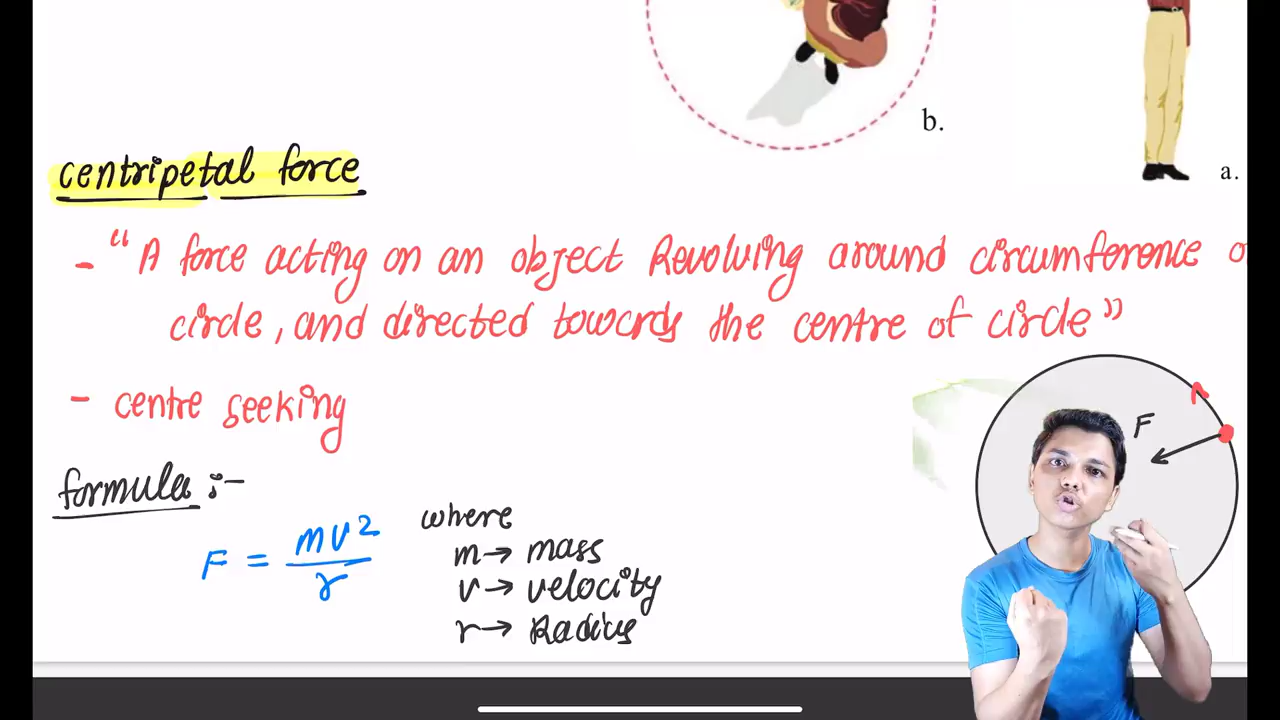 b.
a.
centripetal force
- "A force acting on an object Revolving around circumference
circle, and directed towards the centre of circle"
- centre seeking
F
formula :-
F = mv²/r
where
m → mass
v → velocity
r → Radius